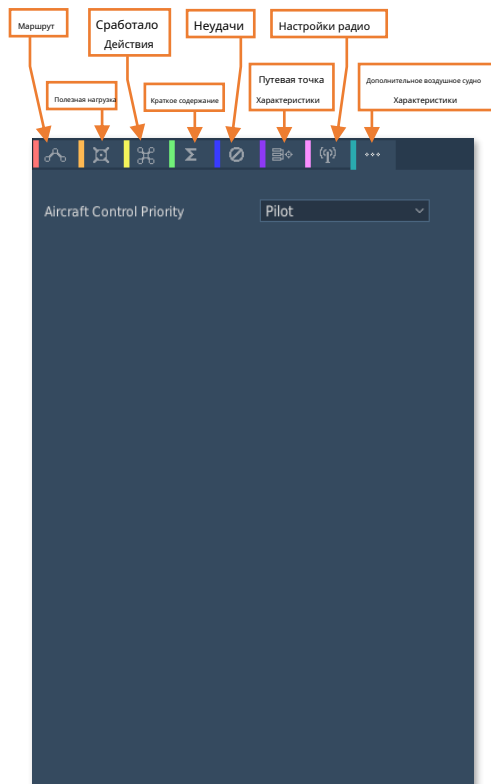 Маршрут
Сработало
Действия
Неудачи
Настройки радио
Полезная нагрузка
Краткое содержание
Путевая точка
Характеристики
Дополнительное воздушное судно
Характеристики
Aircraft Control Priority
Pilot